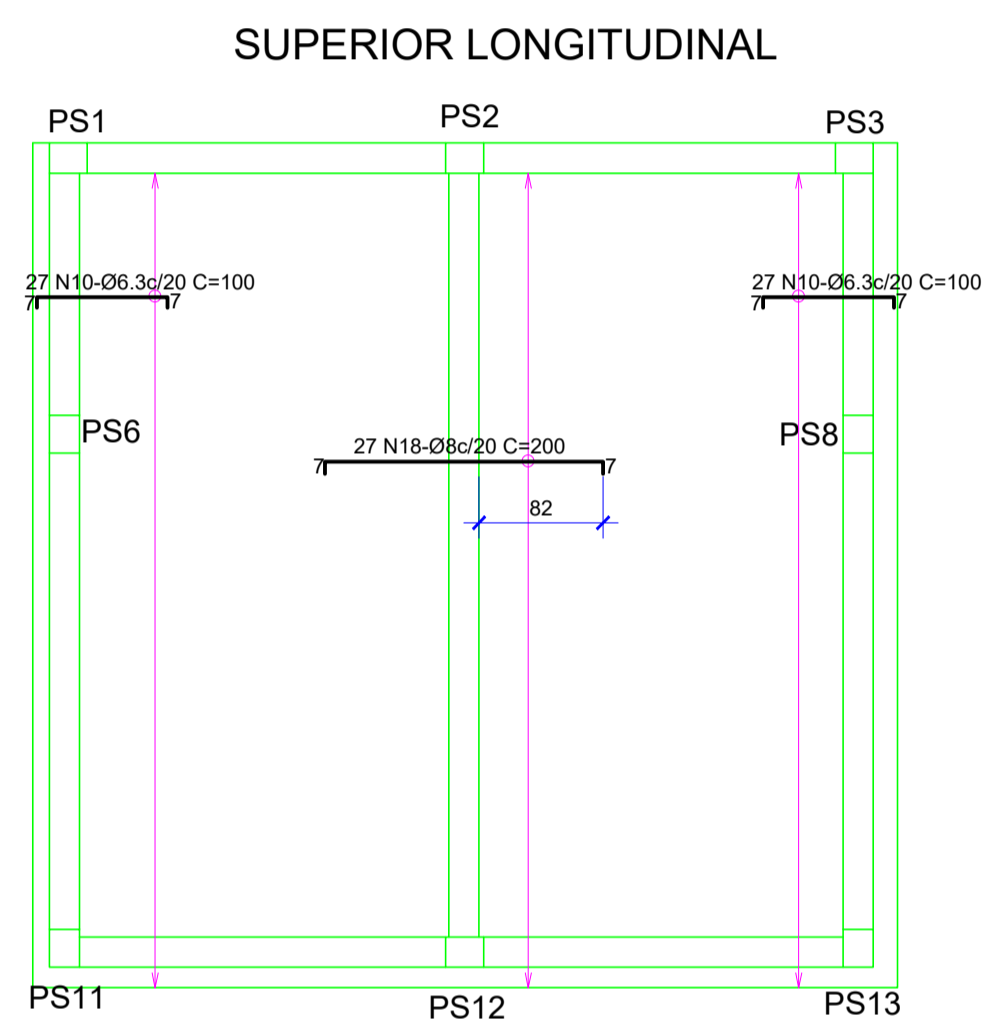 SUPERIOR LONGITUDINAL
PS1
PS2
PS3
27 N10-Ø6.3c/20 C=100
7
7
27 N10-Ø6.3c/20 C=100
7
7
PS6
PS8
27 N18-Ø8c/20 C=200
7
7
82
PS11
PS12
PS13